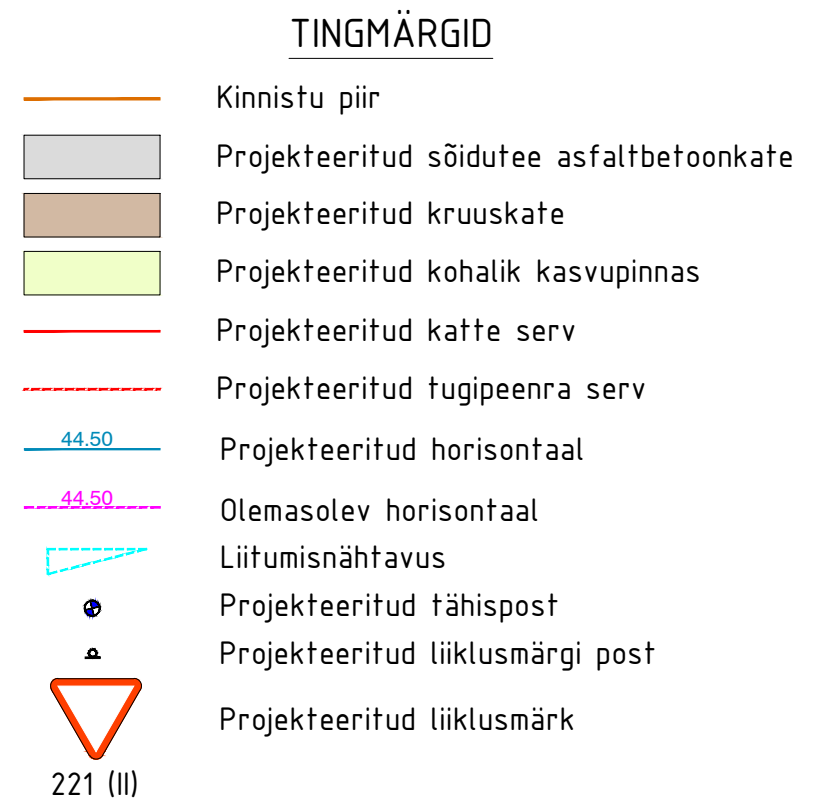 TINGMÄRGID
Kinnistu piir
Projekteeritud sõidutee asfaltbetoonkate
Projekteeritud kruuskate
Projekteeritud kohalik kasvupinnas
Projekteeritud katte serv
Projekteeritud tugipeenra serv
44.50 Projekteeritud horisontaal
44.50 Olemasolev horisontaal
Liitumisnähtavus
Projekteeritud tähispost
Projekteeritud liiklusmärgi post
Projekteeritud liiklusmärk
221 (II)